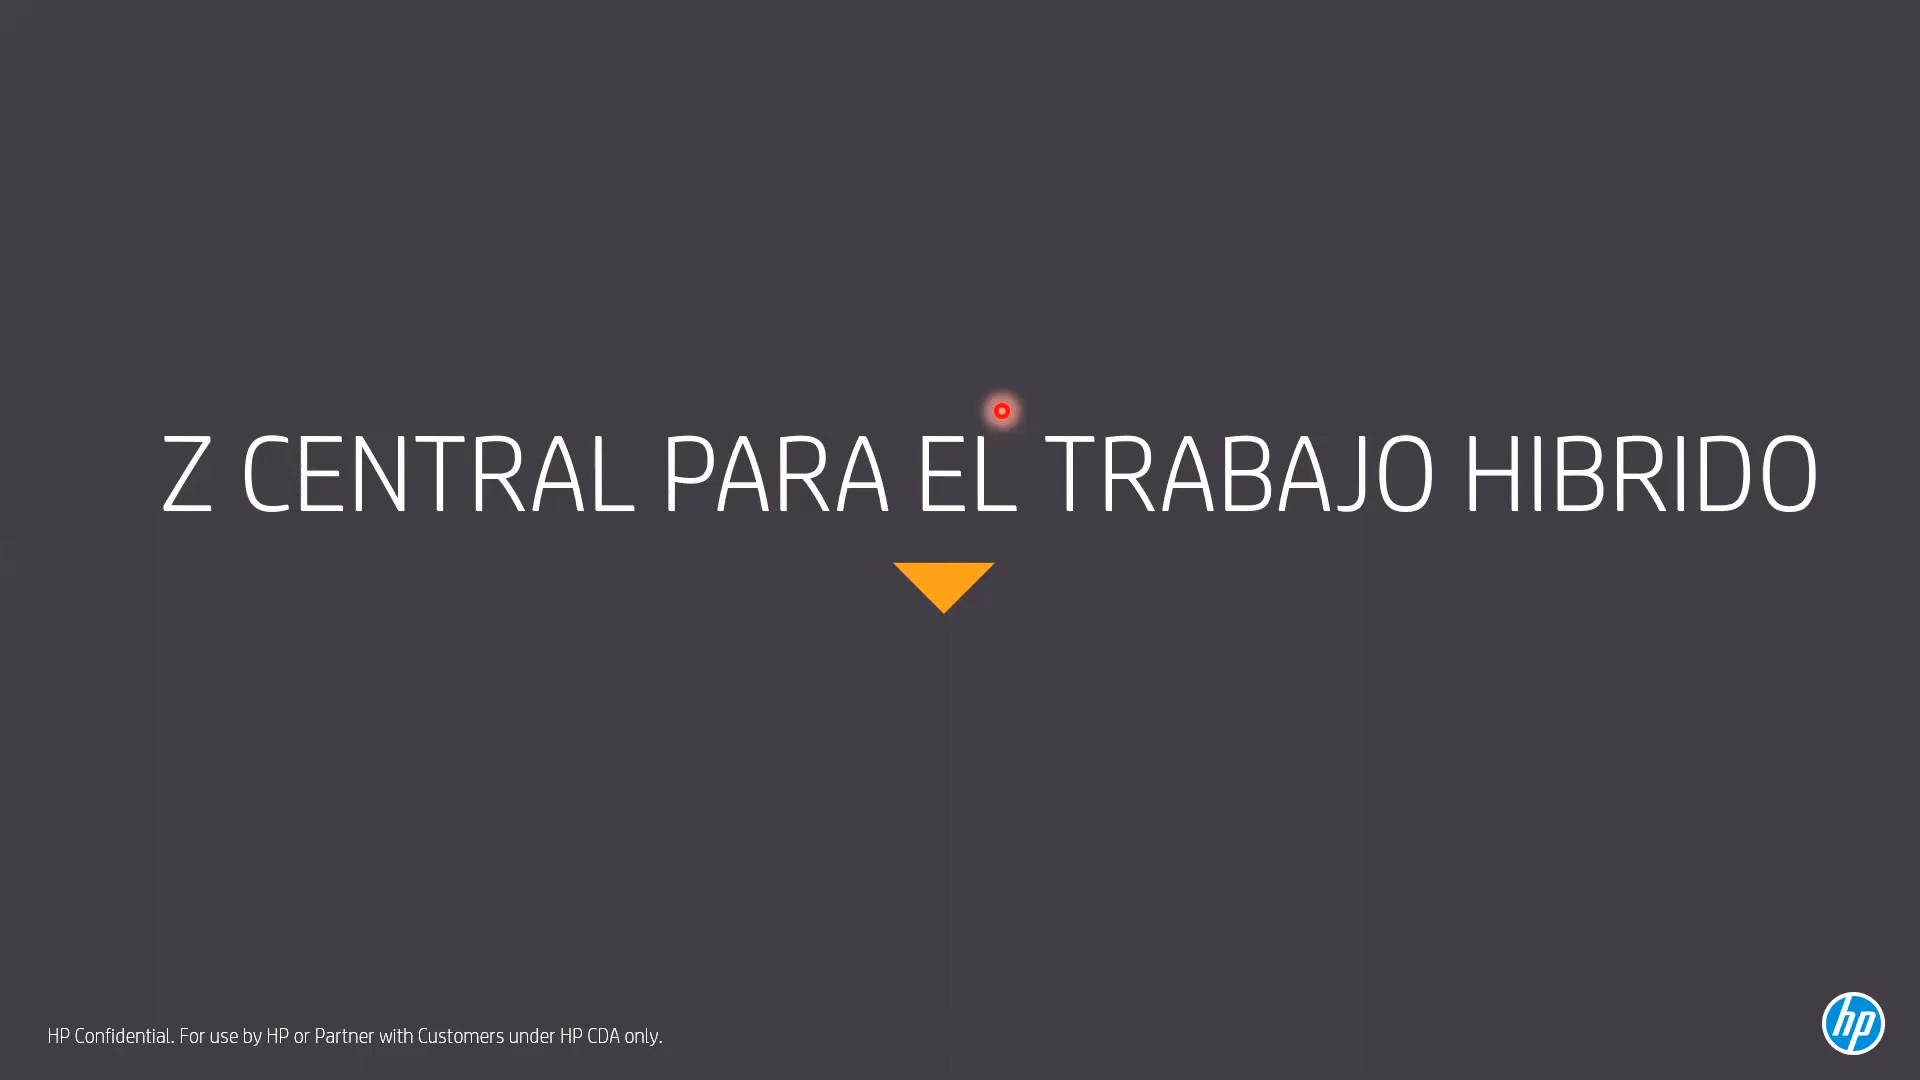 Z CENTRAL PARA EL TRABAJO HIBRIDO
HP Confidential. For use by HP or Partner with Customers under HP CDA only.
hp